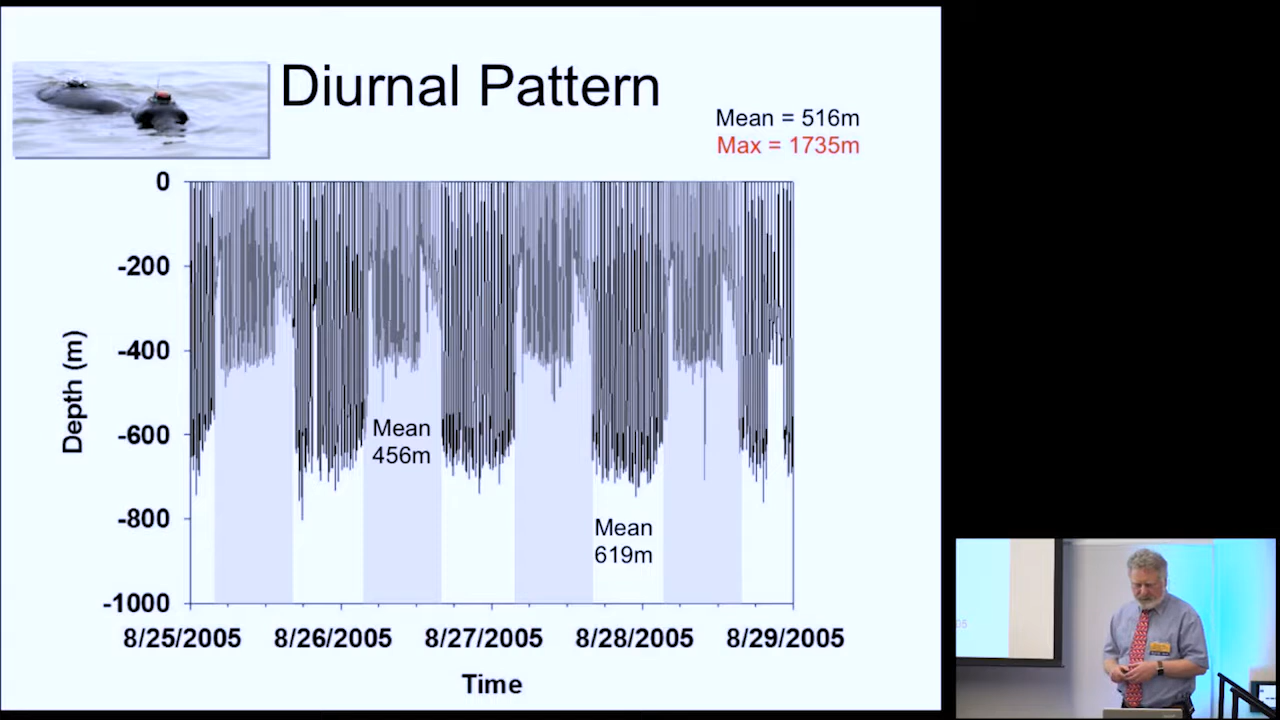 Diurnal Pattern
Mean = 516m
Max = 1735m
0
-200
-400
-600
-800
-1000
Depth (m)
Mean
456m
Mean
619m
8/25/2005
8/26/2005
8/27/2005
8/28/2005
8/29/2005
Time